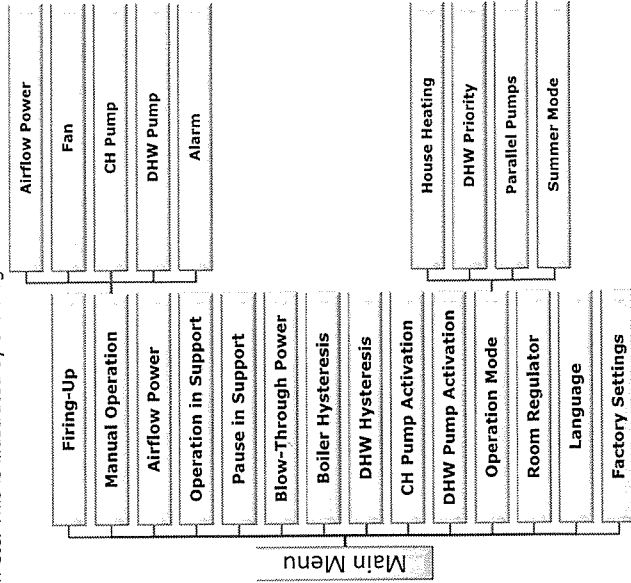 Main Menu
Firing-Up
Manual Operation
Airflow Power
Operation in Support
Pause in Support
Blow-Through Power
Boiler Hysteresis
DHW Hysteresis
CH Pump Activation
DHW Pump Activation
Operation Mode
Room Regulator
Language
Factory Settings
Airflow Power
Fan
CH Pump
DHW Pump
Alarm
House Heating
DHW Priority
Parallel Pumps
Summer Mode